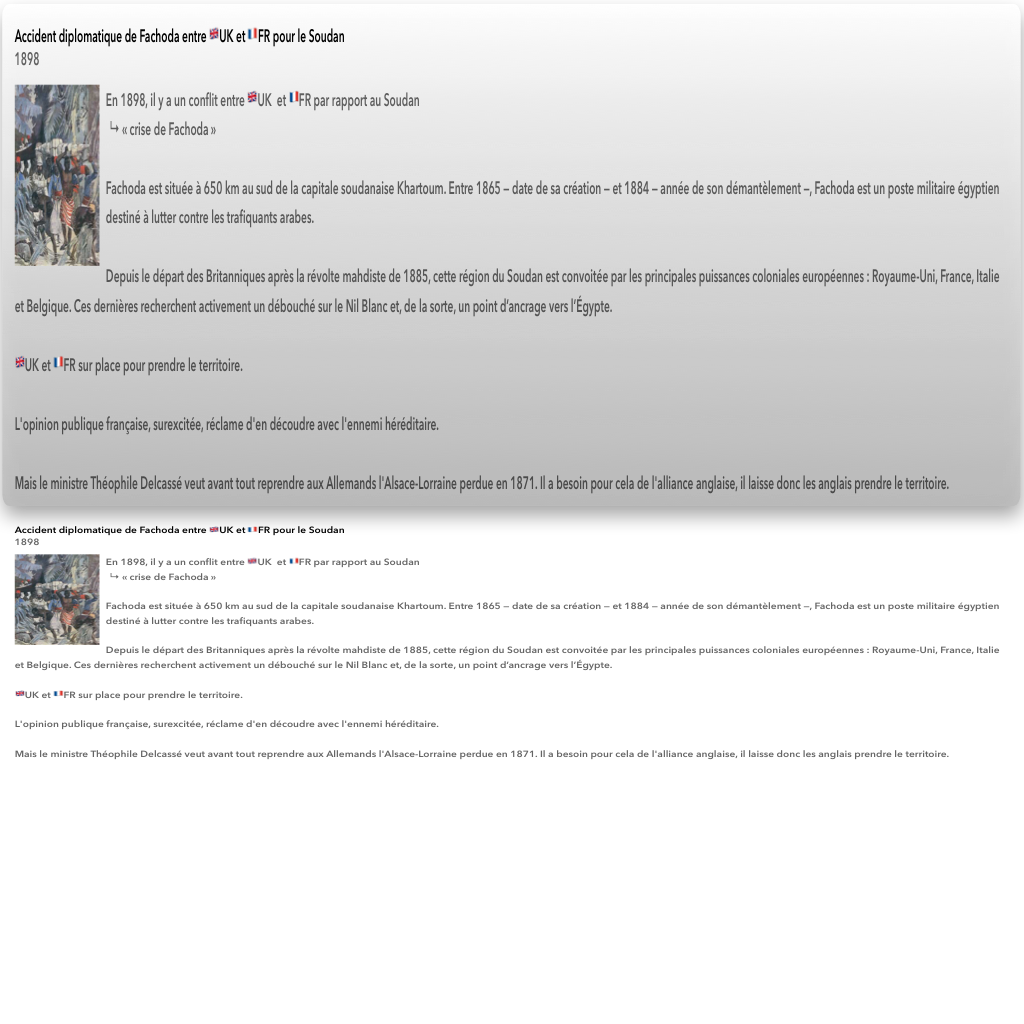 Accident diplomatique de Fachoda entre 🇬🇧UK et 🇫🇷FR pour le Soudan
1898
En 1898, il y a un conflit entre 🇬🇧UK et 🇫🇷FR par rapport au Soudan
↪ « crise de Fachoda »
Fachoda est située à 650 km au sud de la capitale soudanaise Khartoum. Entre 1865 – date de sa création – et 1884 – année de son démantèlement –, Fachoda est un poste militaire égyptien
destiné à lutter contre les trafiquants arabes.
Depuis le départ des Britanniques après la révolte mahdiste de 1885, cette région du Soudan est convoitée par les principales puissances coloniales européennes : Royaume-Uni, France, Italie
et Belgique. Ces dernières recherchent activement un débouché sur le Nil Blanc et, de la sorte, un point d’ancrage vers l’Égypte.
🇬🇧UK et 🇫🇷FR sur place pour prendre le territoire.
L'opinion publique française, surexcitée, réclame d'en découdre avec l'ennemi héréditaire.
Mais le ministre Théophile Delcassé veut avant tout reprendre aux Allemands l'Alsace-Lorraine perdue en 1871. Il a besoin pour cela de l'alliance anglaise, il laisse donc les anglais prendre le territoire.
Accident diplomatique de Fachoda entre 🇬🇧UK et 🇫🇷FR pour le Soudan
1898
En 1898, il y a un conflit entre 🇬🇧UK et 🇫🇷FR par rapport au Soudan
↪ « crise de Fachoda »
Fachoda est située à 650 km au sud de la capitale soudanaise Khartoum. Entre 1865 – date de sa création – et 1884 – année de son démantèlement –, Fachoda est un poste militaire égyptien
destiné à lutter contre les trafiquants arabes.
Depuis le départ des Britanniques après la révolte mahdiste de 1885, cette région du Soudan est convoitée par les principales puissances coloniales européennes : Royaume-Uni, France, Italie
et Belgique. Ces dernières recherchent activement un débouché sur le Nil Blanc et, de la sorte, un point d’ancrage vers l’Égypte.
🇬🇧UK et 🇫🇷FR sur place pour prendre le territoire.
L'opinion publique française, surexcitée, réclame d'en découdre avec l'ennemi héréditaire.
Mais le ministre Théophile Delcassé veut avant tout reprendre aux Allemands l'Alsace-Lorraine perdue en 1871. Il a besoin pour cela de l'alliance anglaise, il laisse donc les anglais prendre le territoire.